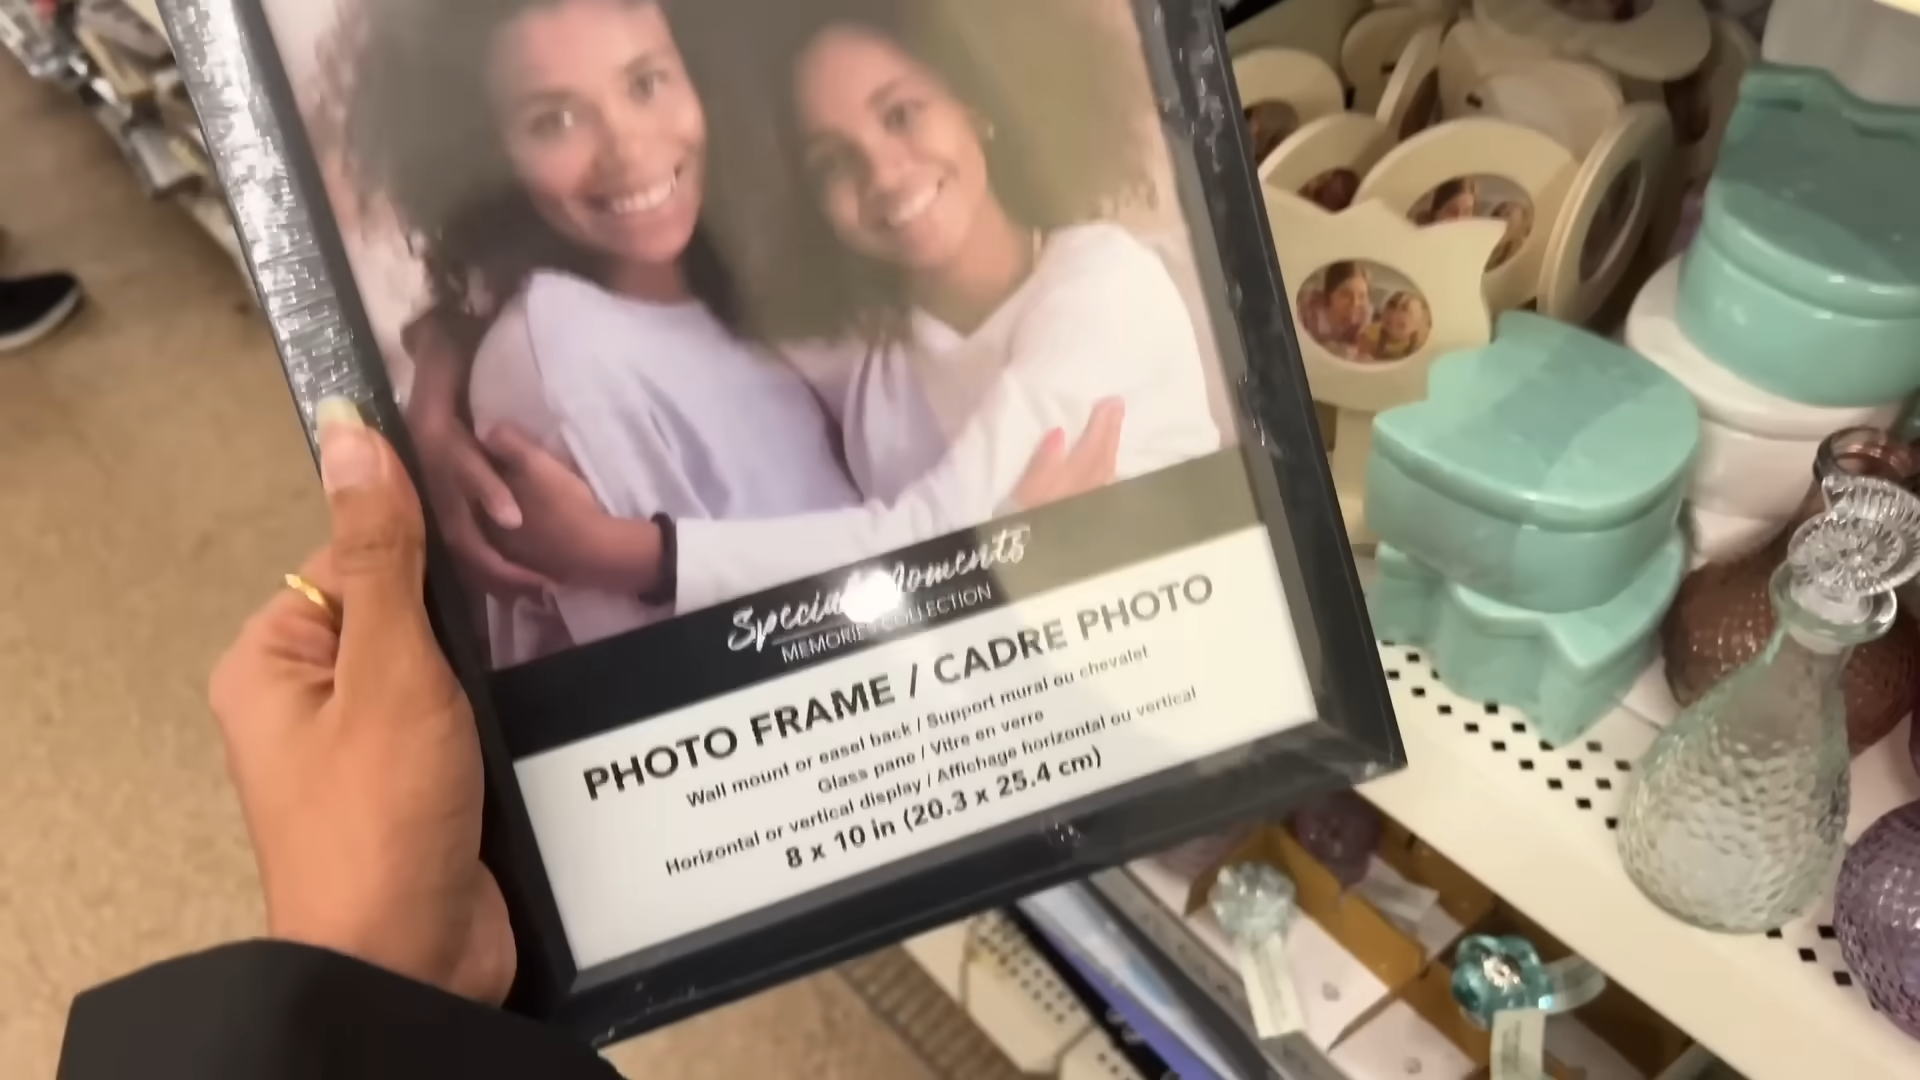 Special Moments
MEMORIES COLLECTION
PHOTO FRAME / CADRE PHOTO
Wall mount or easel back / Support mural ou chevalet
Glass pane / Vitre en verre
Horizontal or vertical display / Affichage horizontal ou vertical
8 x 10 in (20.3 x 25.4 cm)